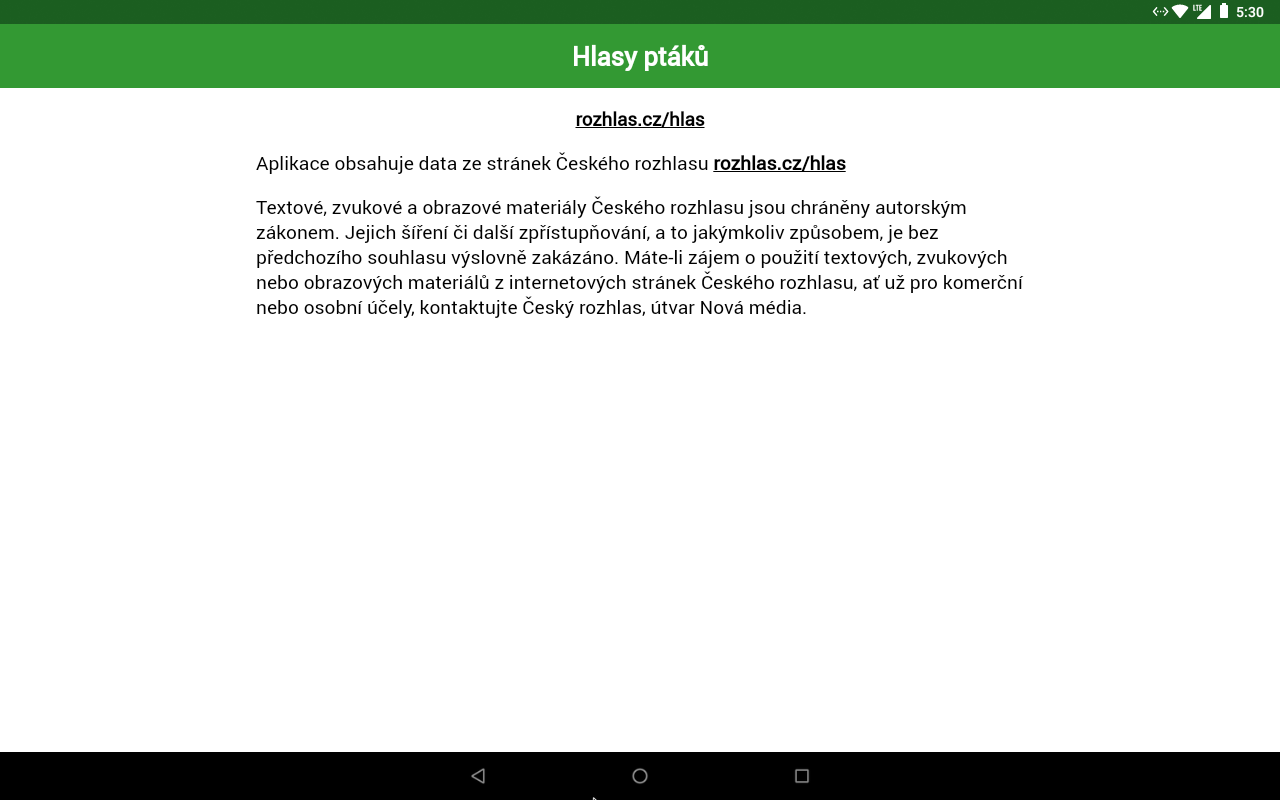 LTE 5:30
Hlasy ptáků
rozhlas.cz/hlas
Aplikace obsahuje data ze stránek Českého rozhlasu rozhlas.cz/hlas
Textové, zvukové a obrazové materiály Českého rozhlasu jsou chráněny autorským
zákonem. Jejich šíření či další zpřístupňování, a to jakýmkoliv způsobem, je bez
předchozího souhlasu výslovně zakázáno. Máte-li zájem o použití textových, zvukových
nebo obrazových materiálů z internetových stránek Českého rozhlasu, ať už pro komerční
nebo osobní účely, kontaktujte Český rozhlas, útvar Nová média.